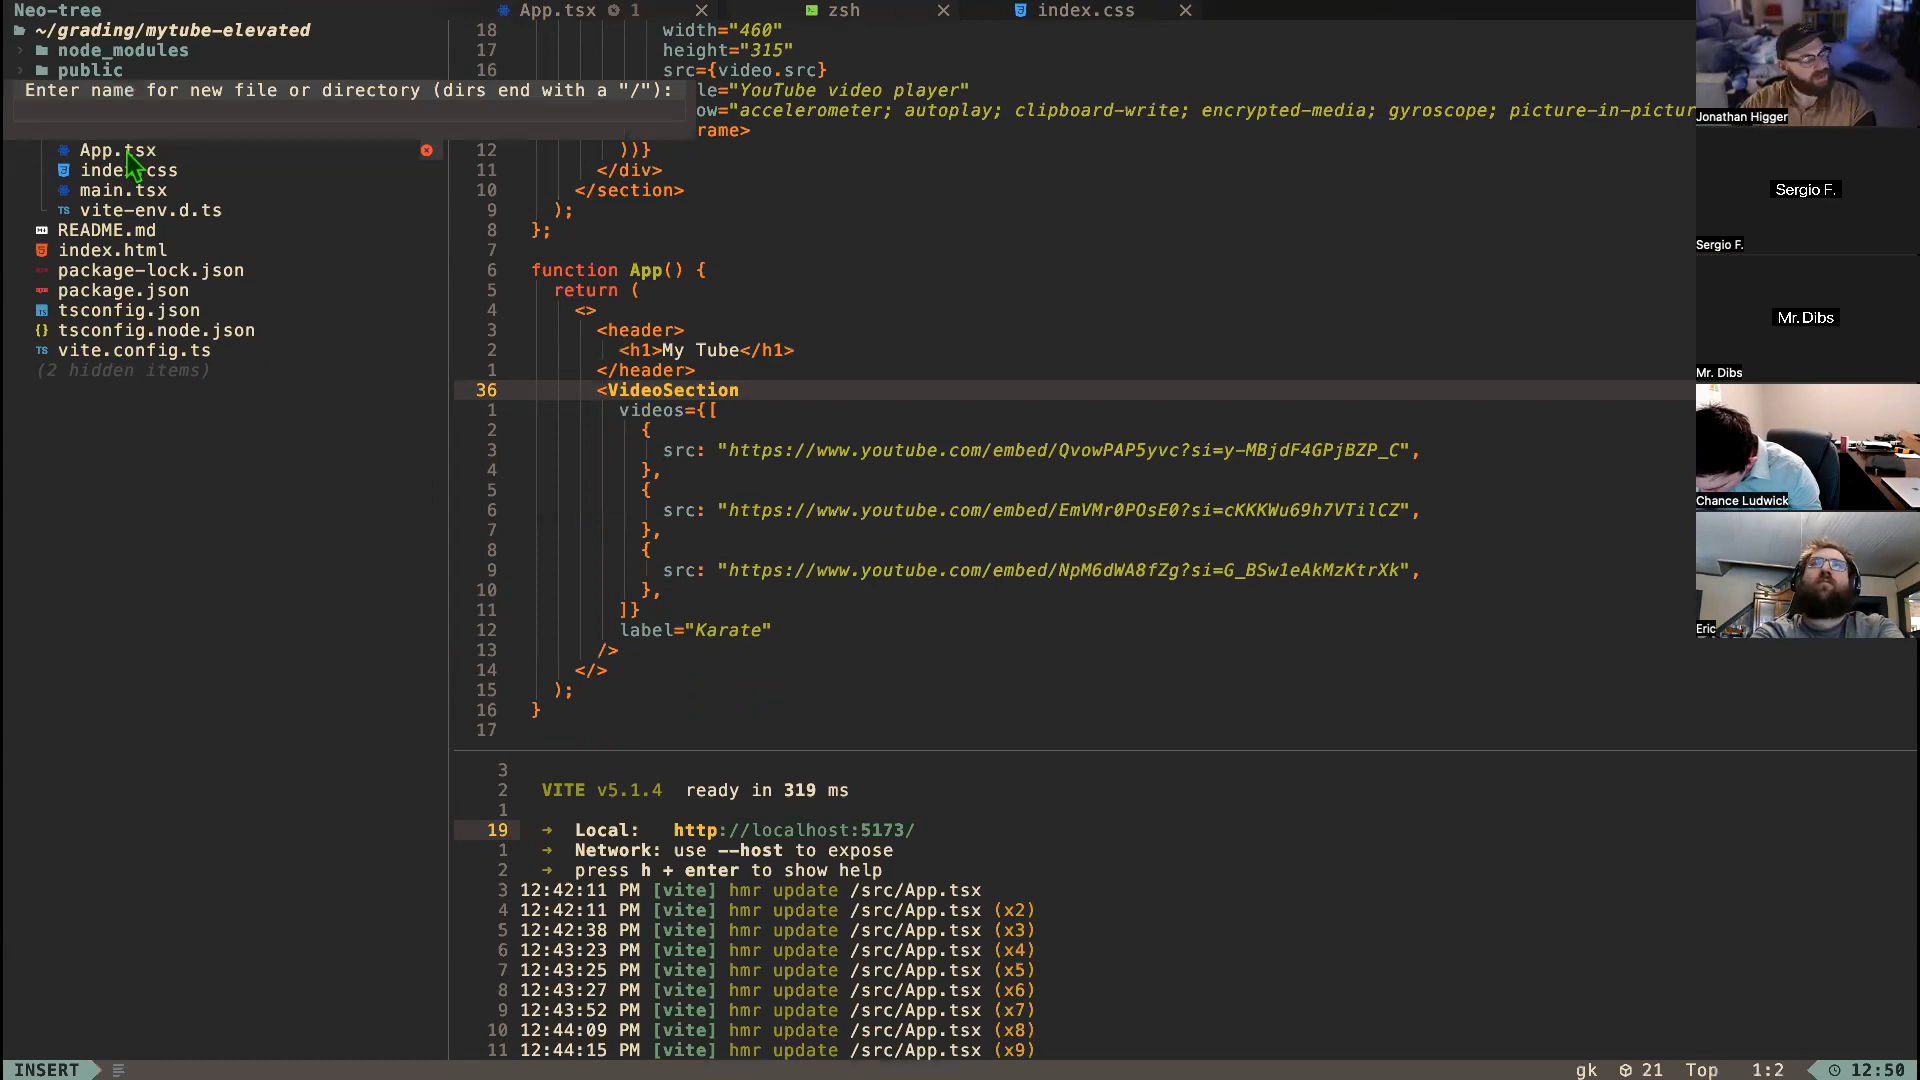 Neo-tree
~/grading/mytube-elevated
node_modules
public
Enter name for new file or directory (dirs end with a "/"):
App.tsx
index.css
main.tsx
TS vite-env.d.ts
README.md
index.html
package-lock.json
package.json
TS tsconfig.json
{} tsconfig.node.json
TS vite.config.ts
(2 hidden items)
App.tsx 1
zsh
index.css
18 width="460"
17 height="315"
16 src={video.src}
le="YouTube video player"
ow="accelerometer; autoplay; clipboard-write; encrypted-media; gyroscope; picture-in-pictur
rame>
12 ))}
11 </div>
10 </section>
9 );
8 };
7
6 function App() {
5 return (
4 <>
3 <header>
2 <h1>My Tube</h1>
1 </header>
36 <VideoSection
1 videos={[
2 {
3 src: "https://www.youtube.com/embed/QvowPAP5yvc?si=y-MBjdF4GPjBZP_C",
4 },
5 {
6 src: "https://www.youtube.com/embed/EmVMr0POsE0?si=cKKKWu69h7VTilCZ",
7 },
8 {
9 src: "https://www.youtube.com/embed/NpM6dWA8fZg?si=G_BSw1eAkMzKtrXk",
10 },
11 ]}
12 label="Karate"
13 />
14 </>
15 );
16 }
17
3
2 VITE v5.1.4 ready in 319 ms
1
19 ➜ Local: http://localhost:5173/
1 ➜ Network: use --host to expose
2 ➜ press h + enter to show help
3 12:42:11 PM [vite] hmr update /src/App.tsx
4 12:42:11 PM [vite] hmr update /src/App.tsx (x2)
5 12:42:38 PM [vite] hmr update /src/App.tsx (x3)
6 12:43:23 PM [vite] hmr update /src/App.tsx (x4)
7 12:43:25 PM [vite] hmr update /src/App.tsx (x5)
8 12:43:27 PM [vite] hmr update /src/App.tsx (x6)
9 12:43:52 PM [vite] hmr update /src/App.tsx (x7)
10 12:44:09 PM [vite] hmr update /src/App.tsx (x8)
11 12:44:15 PM [vite] hmr update /src/App.tsx (x9)
INSERT
gk 21 Top 1:2 12:50
Jonathan Higger
Sergio F.
Sergio F.
Mr. Dibs
Mr. Dibs
Chance Ludwick
Eric